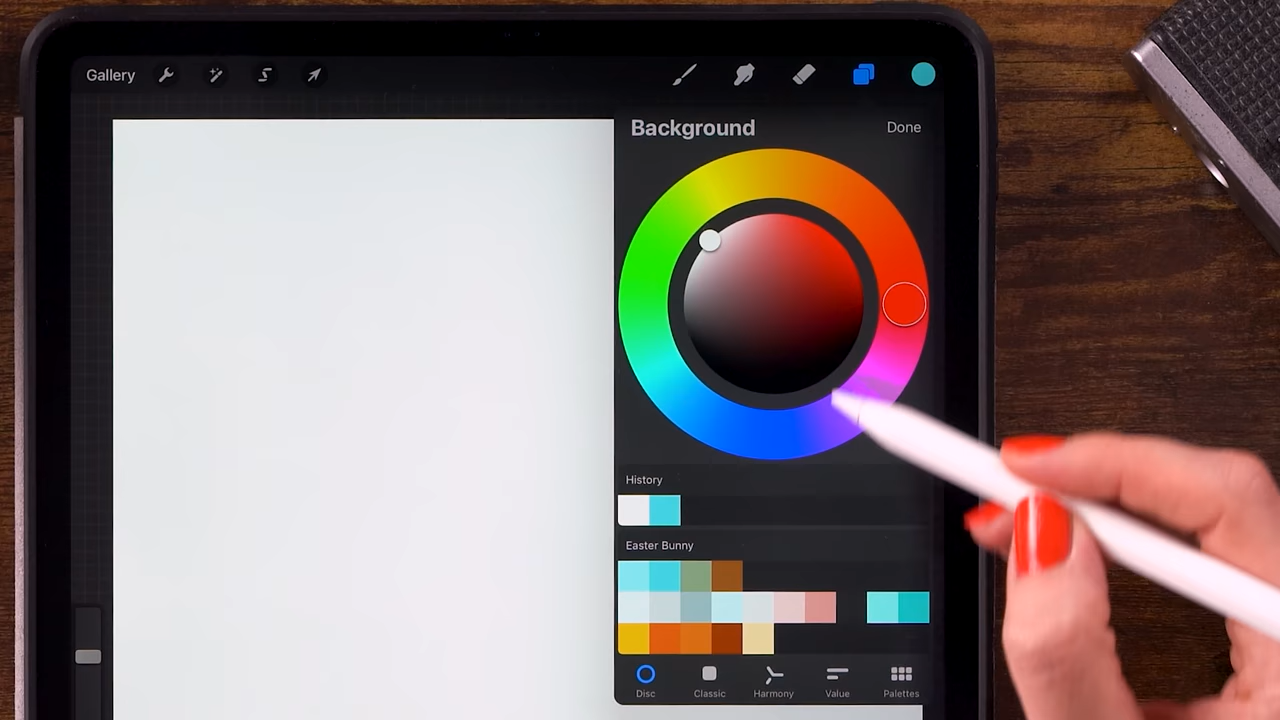 Gallery
Background
Done
History
Easter Bunny
Disc
Classic
Harmony
Value
Palettes